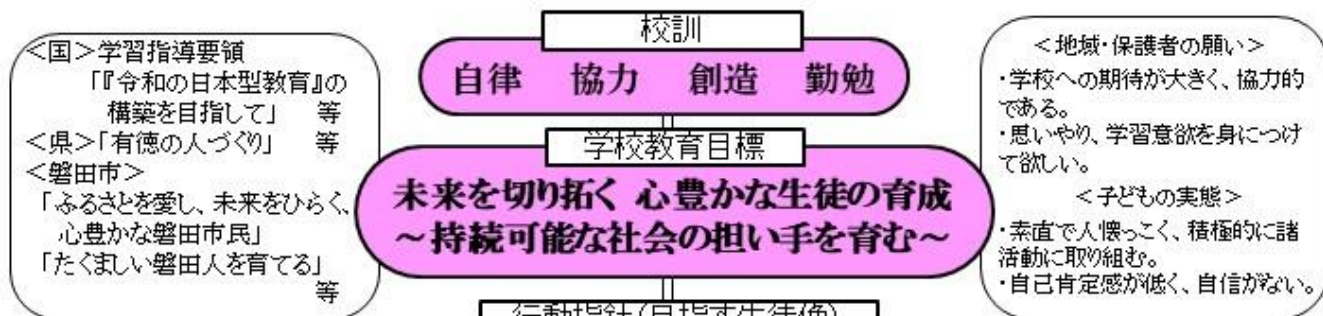 <国>学習指導要領
「『令和の日本型教育』の
構築を目指して」 等
<県>「有徳の人づくり」 等
<磐田市>
「ふるさとを愛し、未来をひらく、
心豊かな磐田市民」
「たくましい磐田人を育てる」
等
校訓
自律 協力 創造 勤勉
学校教育目標
未来を切り拓く 心豊かな生徒の育成
~持続可能な社会の担い手を育む~
行動指針(目指す生徒像)
<地域・保護者の願い>
・学校への期待が大きく、協力的
である。
・思いやり、学習意欲を身につけ
て欲しい。
<子どもの実態>
・素直で人懐っこく、積極的に諸
活動に取り組む。
・自己肯定感が低く、自信がない。